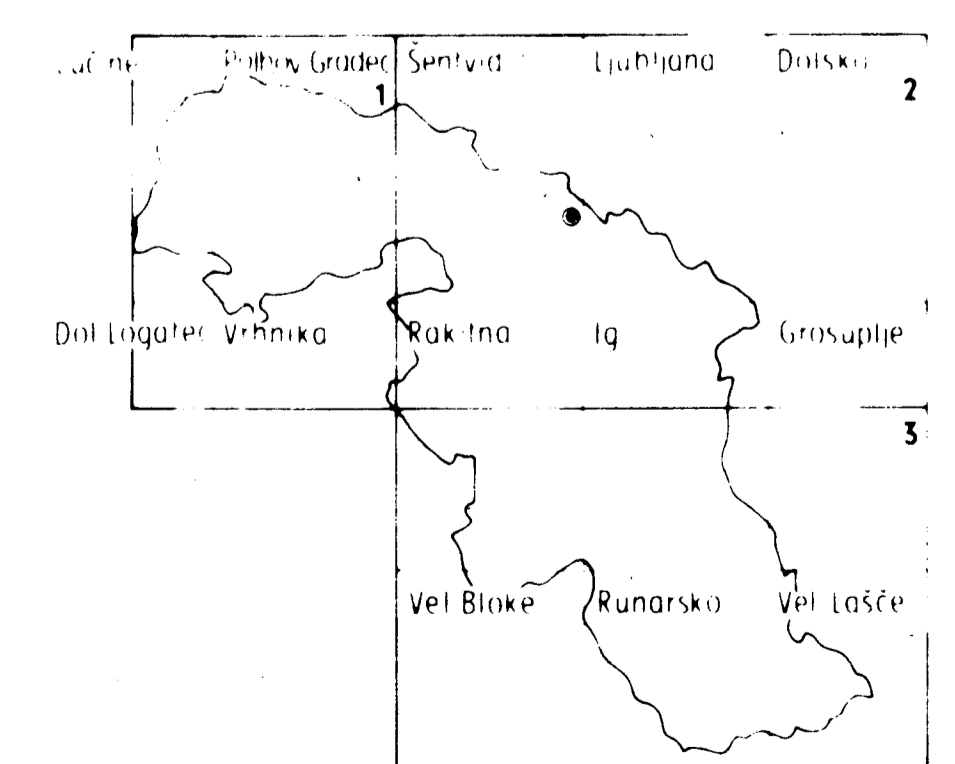 Polhov Gradec Šentvid Ljubljana
1 2
Dol Logatec Vrhnika Rakitna Ig Grosuplje
3
Vel Bloke Runarsko Vel Lašče